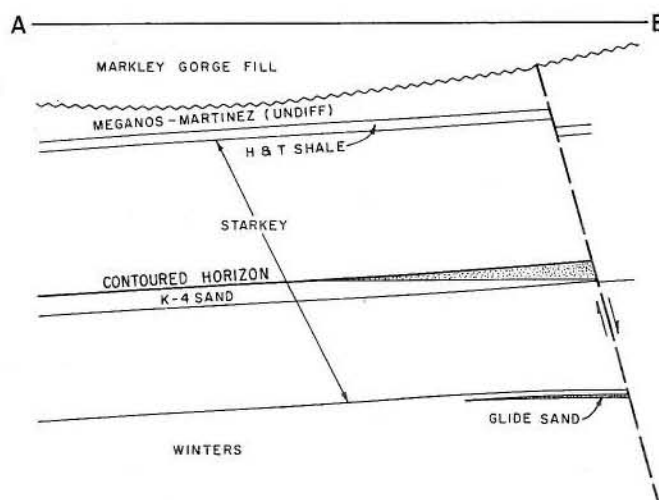 A
B
MARKLEY GORGE FILL
MEGANOS-MARTINEZ (UNDIFF)
H & T SHALE
STARKEY
CONTOURED HORIZON
K-4 SAND
GLIDE SAND
WINTERS